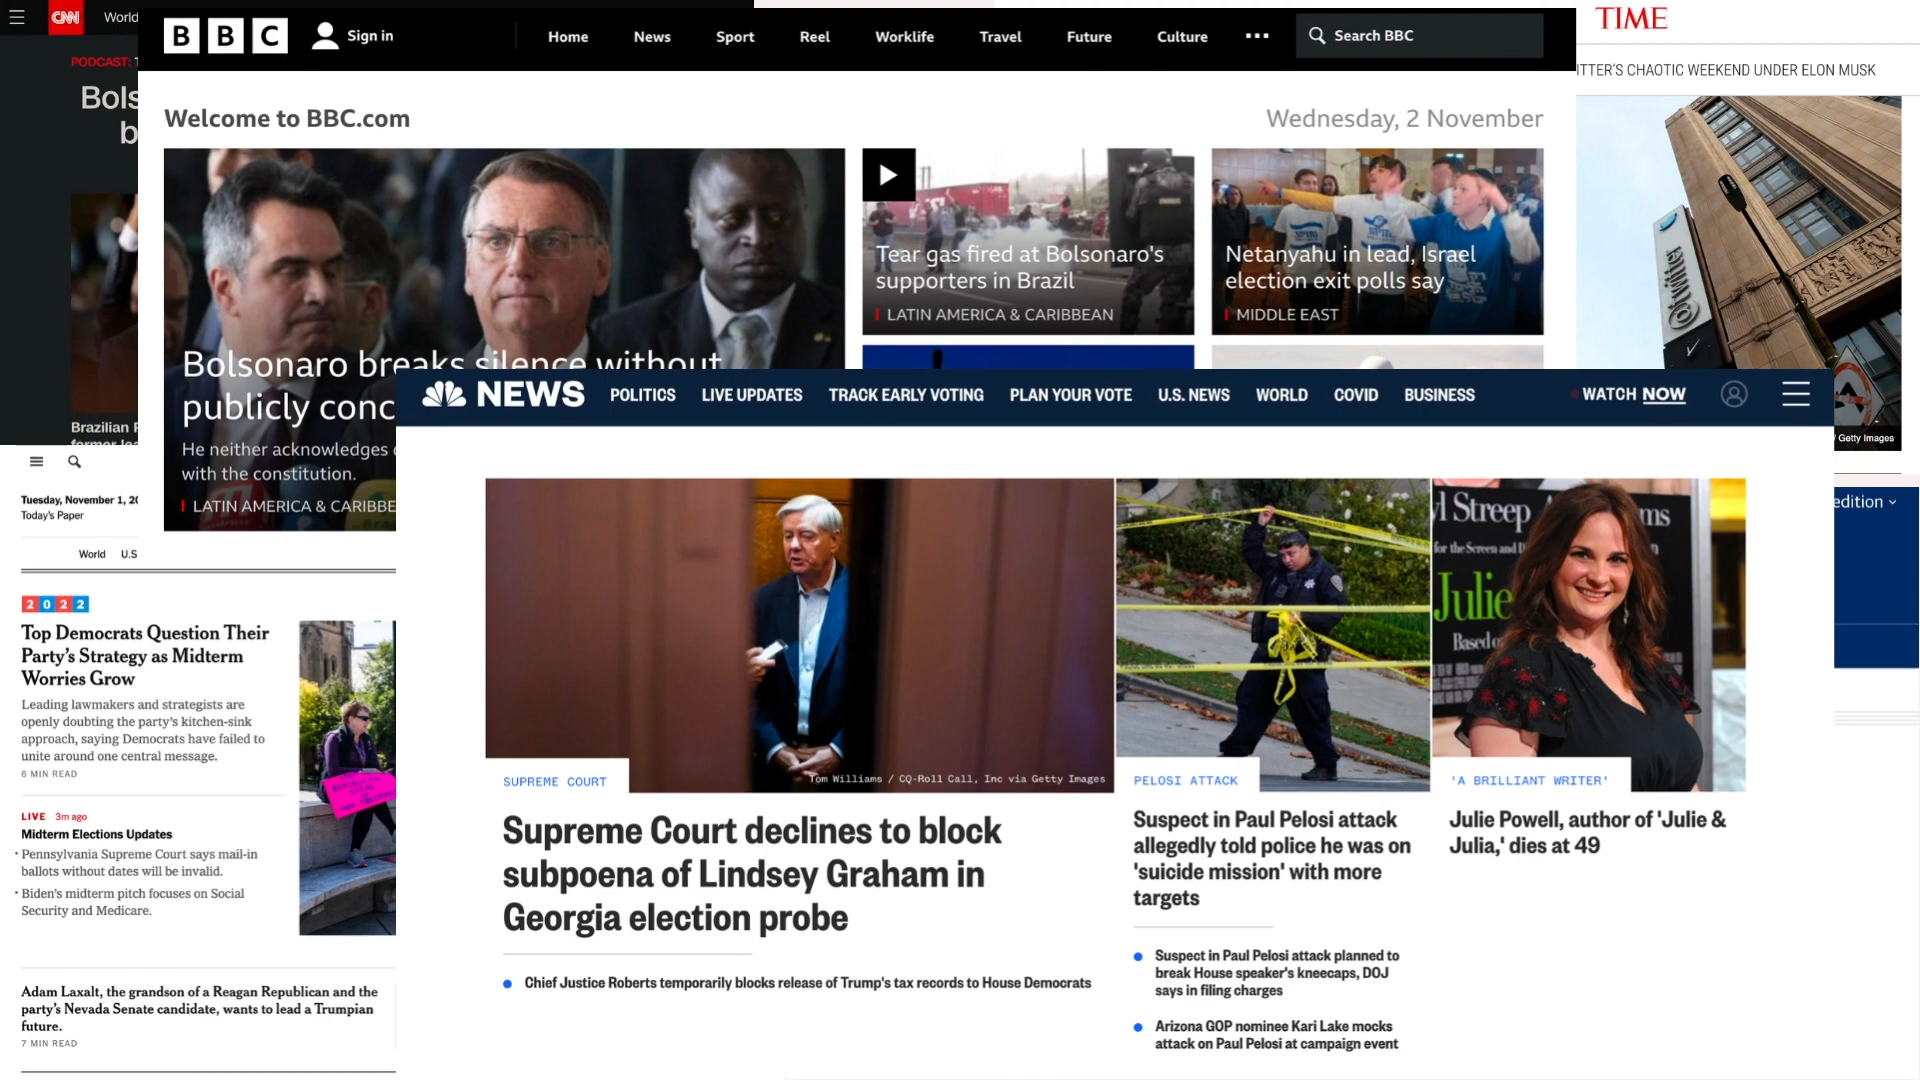 CNN
World
PODCAST:
Bols
b
Brazilian
BBC
Sign in
Home
News
Sport
Reel
Worklife
Travel
Future
Culture
Search BBC
Welcome to BBC.com
Wednesday, 2 November
Bolsonaro breaks silence without
publicly conc
He neither acknowledges
with the constitution.
LATIN AMERICA & CARIBBE
Tear gas fired at Bolsonaro's
supporters in Brazil
LATIN AMERICA & CARIBBEAN
Netanyahu in lead, Israel
election exit polls say
MIDDLE EAST
TIME
ITTER'S CHAOTIC WEEKEND UNDER ELON MUSK
@twitter
/ Getty Images
edition
Tuesday, November 1, 20
Today's Paper
World U.S
2022
Top Democrats Question Their
Party's Strategy as Midterm
Worries Grow
Leading lawmakers and strategists are
openly doubting the party's kitchen-sink
approach, saying Democrats have failed to
unite around one central message.
6 MIN READ
LIVE 3m ago
Midterm Elections Updates
• Pennsylvania Supreme Court says mail-in
ballots without dates will be invalid.
• Biden's midterm pitch focuses on Social
Security and Medicare.
Adam Laxalt, the grandson of a Reagan Republican and the
party's Nevada Senate candidate, wants to lead a Trumpian
future.
7 MIN READ
NEWS
POLITICS
LIVE UPDATES
TRACK EARLY VOTING
PLAN YOUR VOTE
U.S. NEWS
WORLD
COVID
BUSINESS
WATCH NOW
Tom Williams / CQ-Roll Call, Inc via Getty Images
SUPREME COURT
Supreme Court declines to block
subpoena of Lindsey Graham in
Georgia election probe
• Chief Justice Roberts temporarily blocks release of Trump's tax records to House Democrats
PELOSI ATTACK
Suspect in Paul Pelosi attack
allegedly told police he was on
'suicide mission' with more
targets
• Suspect in Paul Pelosi attack planned to
break House speaker's kneecaps, DOJ
says in filing charges
• Arizona GOP nominee Kari Lake mocks
attack on Paul Pelosi at campaign event
yl Streep A
ms
for the Screen and D
Julie
Based o
'A BRILLIANT WRITER'
Julie Powell, author of 'Julie &
Julia,' dies at 49